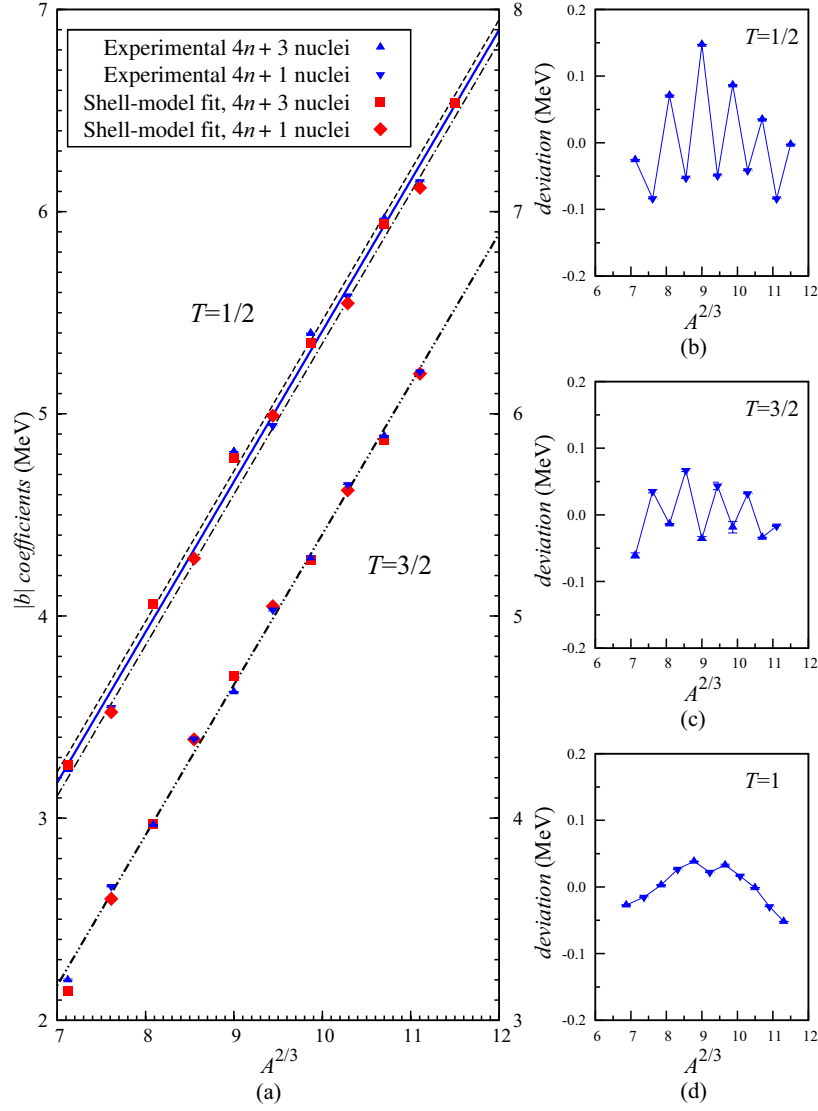 Experimental 4n + 3 nuclei
Experimental 4n + 1 nuclei
Shell-model fit, 4n + 3 nuclei
Shell-model fit, 4n + 1 nuclei
7
6
5
4
3
2
|b| coefficients (MeV)
T=1/2
T=3/2
8
7
6
5
4
3
7 8 9 10 11 12
A^{2/3}
(a)
T=1/2
0.2
0.1
0.0
-0.1
-0.2
deviation (MeV)
6 7 8 9 10 11 12
A^{2/3}
(b)
T=3/2
0.2
0.1
0.0
-0.1
-0.2
deviation (MeV)
6 7 8 9 10 11 12
A^{2/3}
(c)
T=1
0.2
0.1
0.0
-0.1
-0.2
deviation (MeV)
6 7 8 9 10 11 12
A^{2/3}
(d)